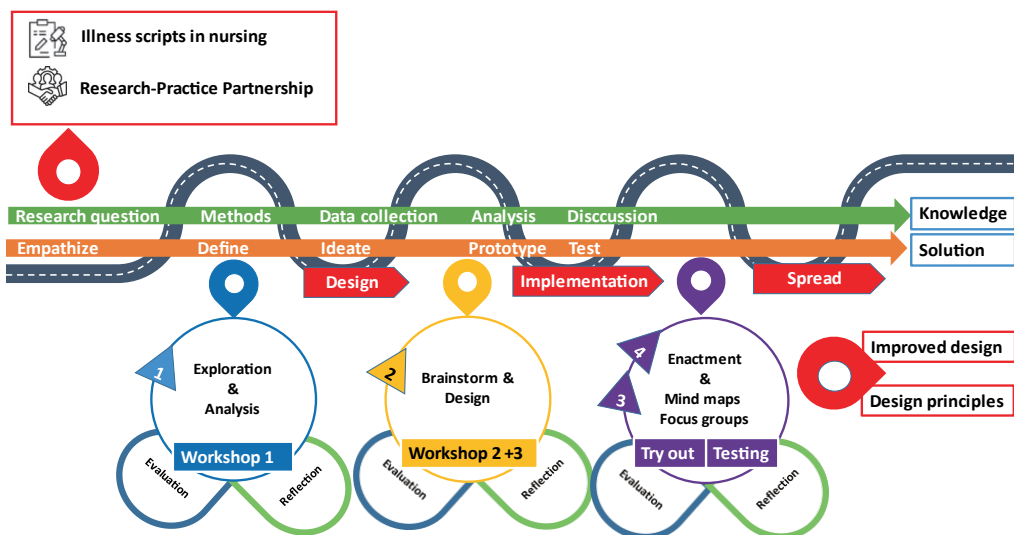 Illness scripts in nursing
Research-Practice Partnership
Research question Methods Data collection Analysis Disccussion
Knowledge
Empathize Define Ideate Prototype Test
Solution
Design
Implementation
Spread
1
Exploration
&
Analysis
Workshop 1
Evaluation
Reflection
2
Brainstorm &
Design
Workshop 2 +3
Evaluation
Reflection
4
3
Enactment
&
Mind maps
Focus groups
Try out
Testing
Evaluation
Reflection
Improved design
Design principles